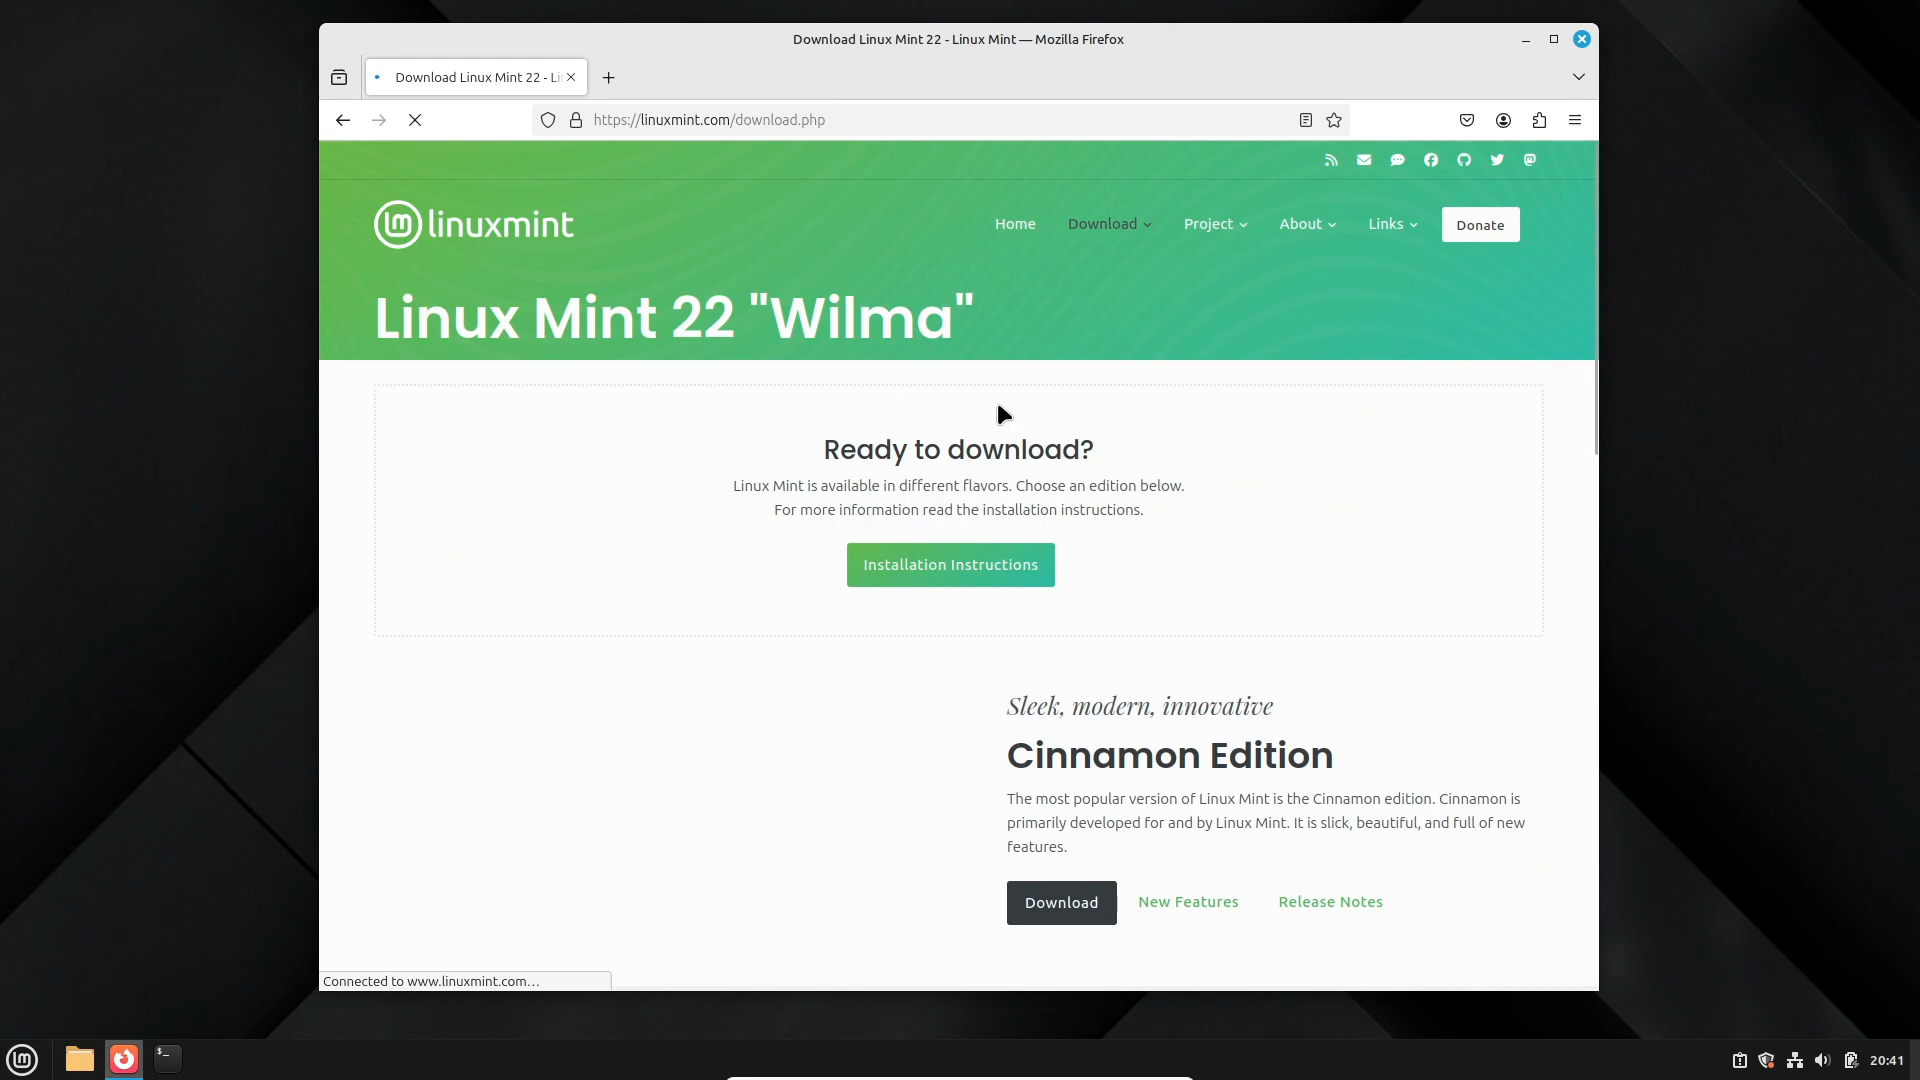 Download Linux Mint 22 - Linux Mint — Mozilla Firefox
Download Linux Mint 22 - Li
https://linuxmint.com/download.php
linuxmint
Home
Download
Project
About
Links
Donate
Linux Mint 22 "Wilma"
Ready to download?
Linux Mint is available in different flavors. Choose an edition below.
For more information read the installation instructions.
Installation Instructions
Sleek, modern, innovative
Cinnamon Edition
The most popular version of Linux Mint is the Cinnamon edition. Cinnamon is
primarily developed for and by Linux Mint. It is slick, beautiful, and full of new
features.
Download
New Features
Release Notes
Connected to www.linuxmint.com…
20:41